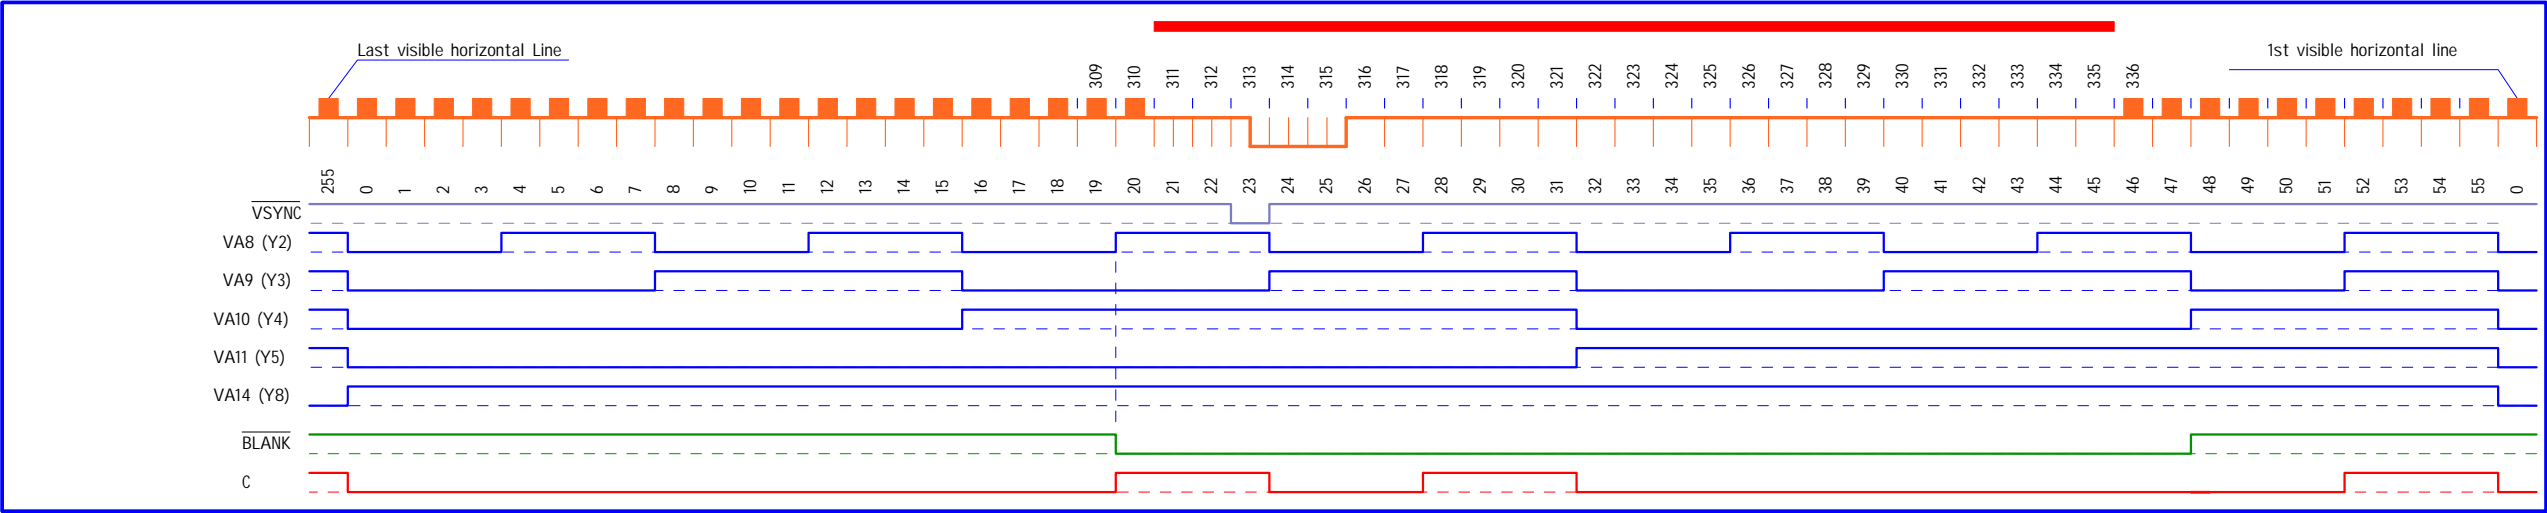 Last visible horizontal Line
1st visible horizontal line
309 310 311 312 313 314 315 316 317 318 319 320 321 322 323 324 325 326 327 328 329 330 331 332 333 334 335 336
255 0 1 2 3 4 5 6 7 8 9 10 11 12 13 14 15 16 17 18 19 20 21 22 23 24 25 26 27 28 29 30 31 32 33 34 35 36 37 38 39 40 41 42 43 44 45 46 47 48 49 50 51 52 53 54 55 0
VSYNC
VA8 (Y2)
VA9 (Y3)
VA10 (Y4)
VA11 (Y5)
VA14 (Y8)
BLANK
C